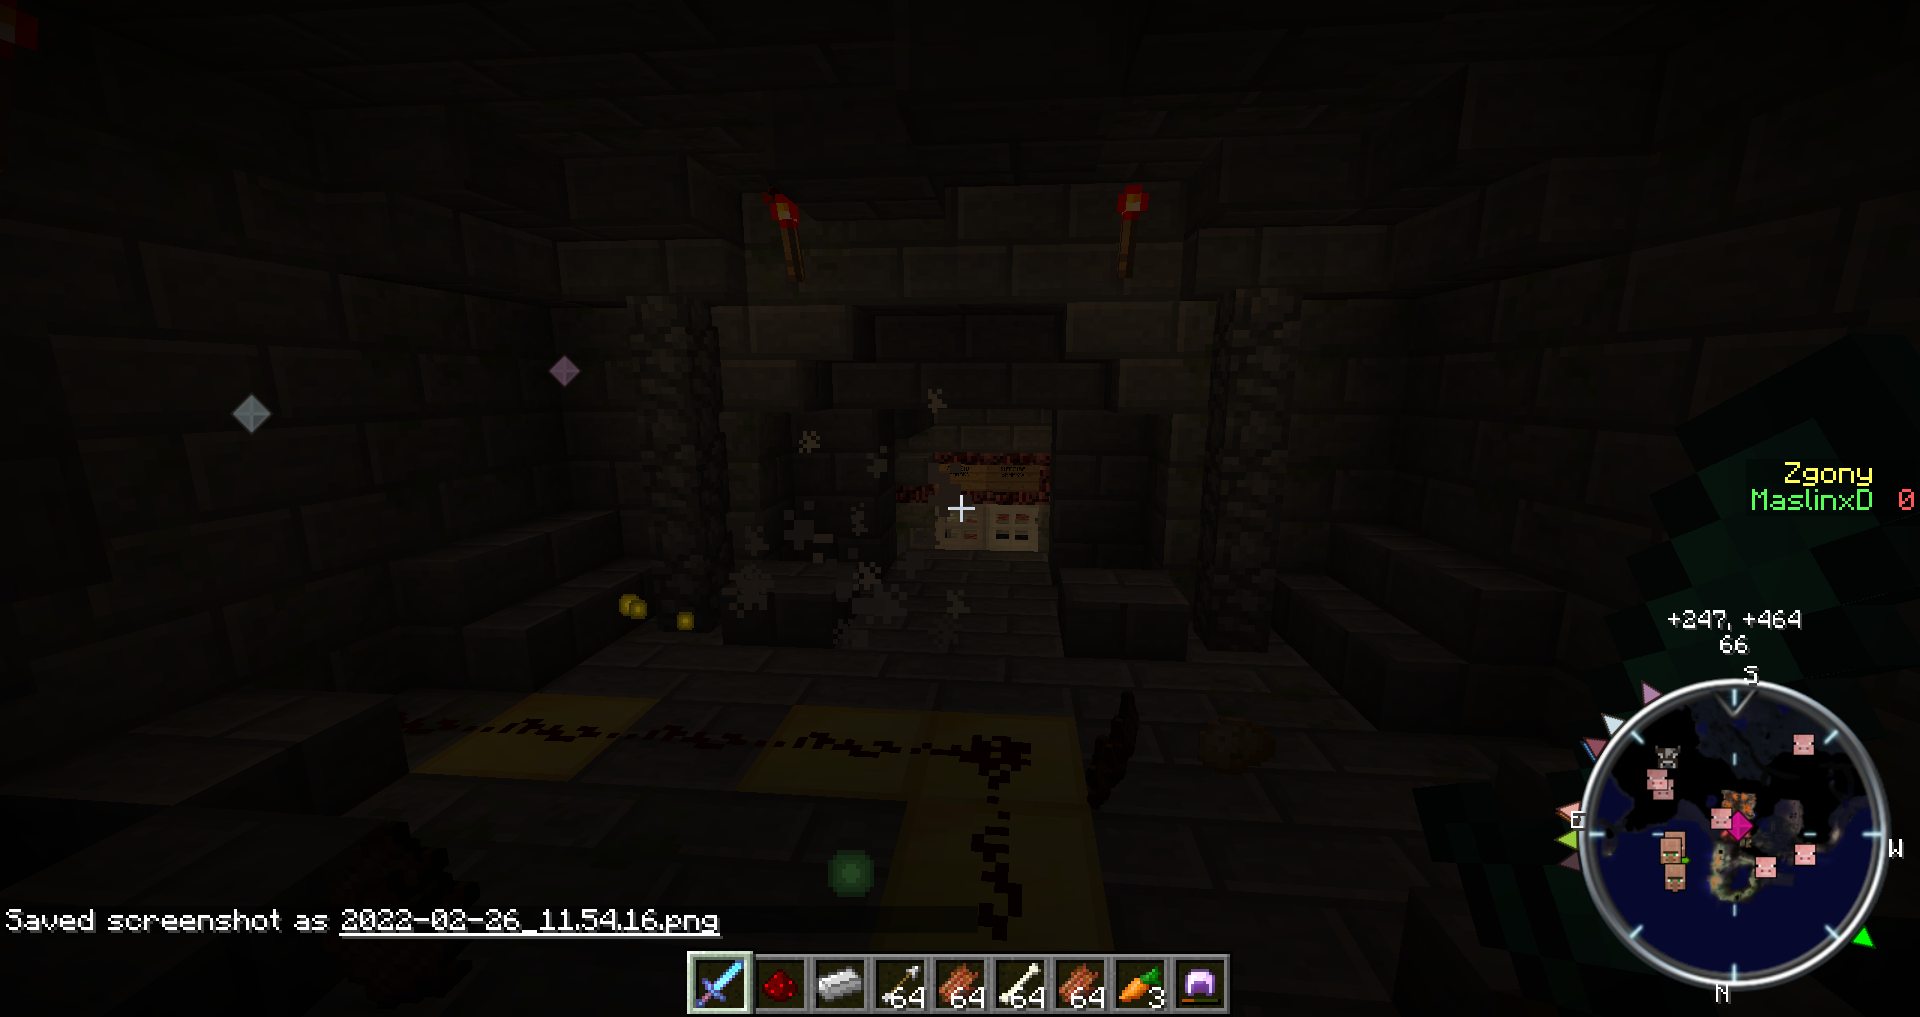 Zgony
MaslinxD 0
+247, +464
66
S
E
W
N
Saved screenshot as 2022-02-26_11.54.16.png
64 64 64 64 3